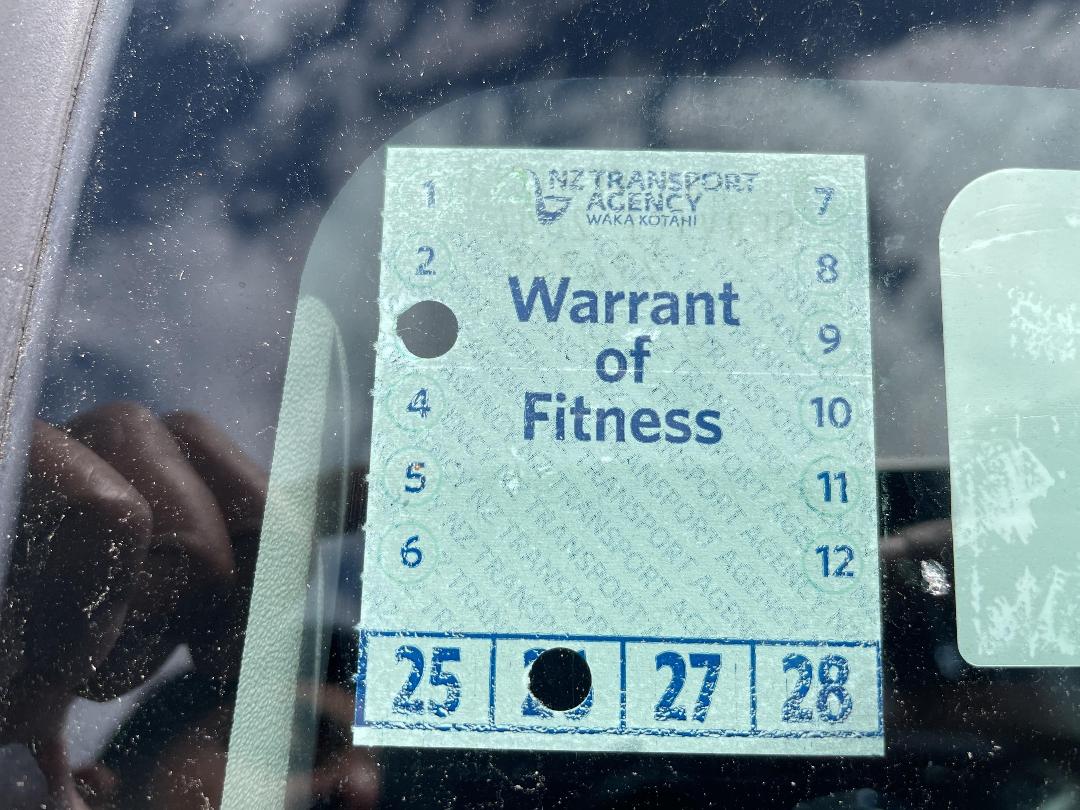 NZ TRANSPORT
AGENCY
WAKA KOTAHI
Warrant
of
Fitness
1
2
4
5
6
7
8
9
10
11
12
25
27
28